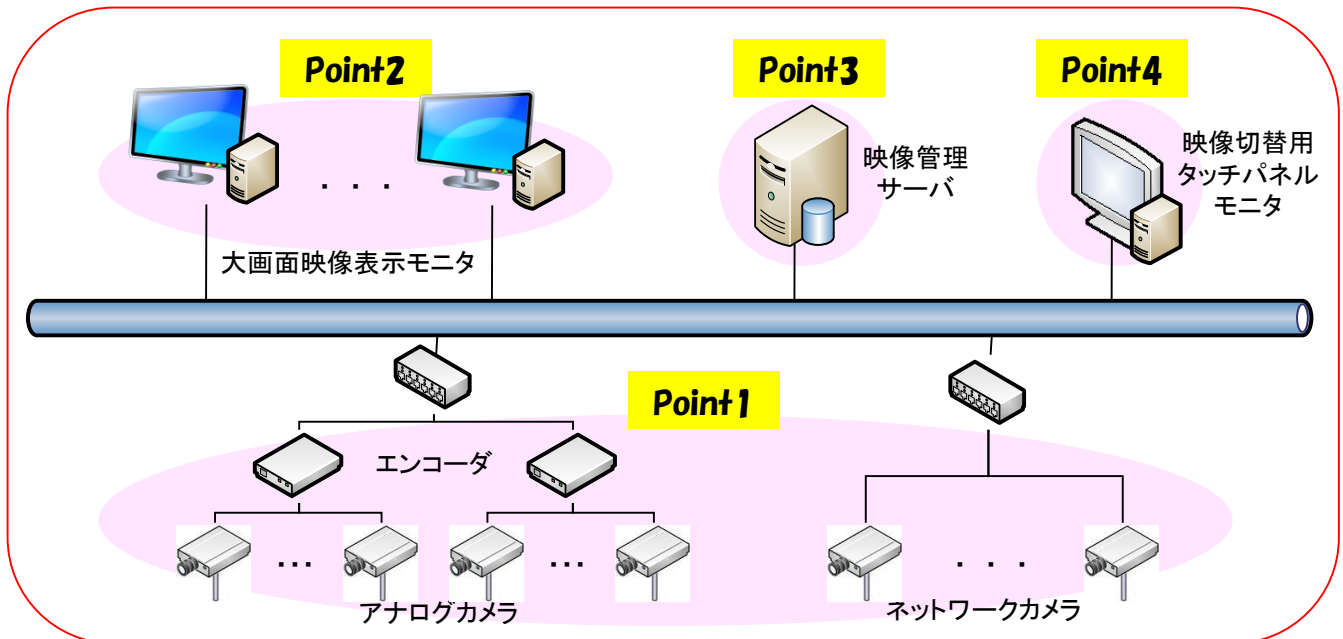 Point2
Point3
Point4
映像管理
サーバ
映像切替用
タッチパネル
モニタ
. . .
大画面映像表示モニタ
Point1
エンコーダ
...
...
. . .
アナログカメラ
ネットワークカメラ